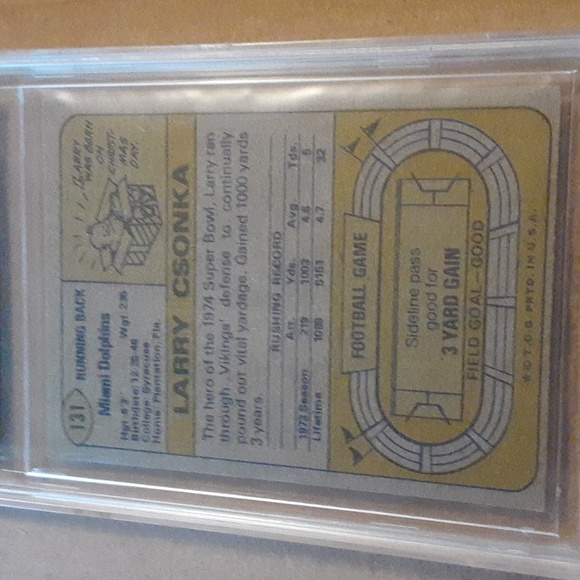 131
RUNNING BACK
Miami Dolphins
Hgt. 6'2" Wgt. 235
Birthdate: 12-25-46
College: Syracuse
Home: Plantation, Fla.
LARRY
WAS BORN
ON
CHRIST-
MAS
DAY.
LARRY CSONKA
The hero of the 1974 Super Bowl, Larry ran
through Vikings' defense to continually
pound out vital yardage. Gained 1000 yards
3 years.
RUSHING RECORD
Att. Yds. Avg Tds.
1973 Season 219 1003 4.6 5
Lifetime 1089 5151 4.7 32
FOOTBALL GAME
Sideline pass
good for
3 YARD GAIN
FIELD GOAL—GOOD
© T.C.G. PRTD. IN U.S.A.